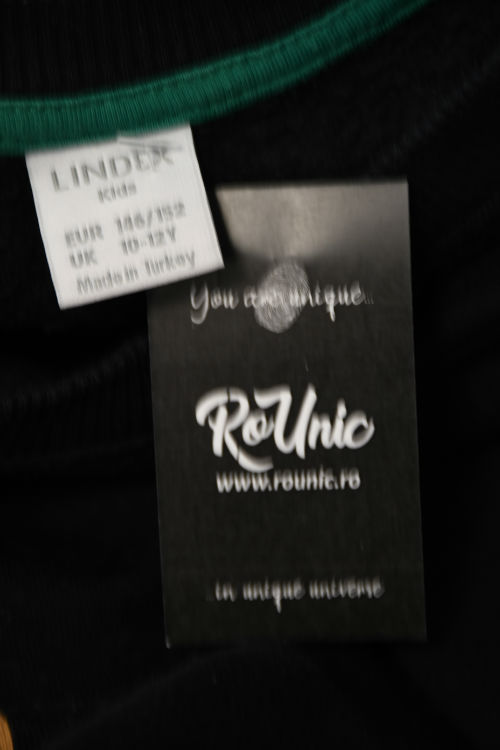 LINDEX
Kids
EUR 146/152
UK 10-12Y
Made in Turkey
You are unique...
RoUnic
www.rounic.ro
...in unique universe